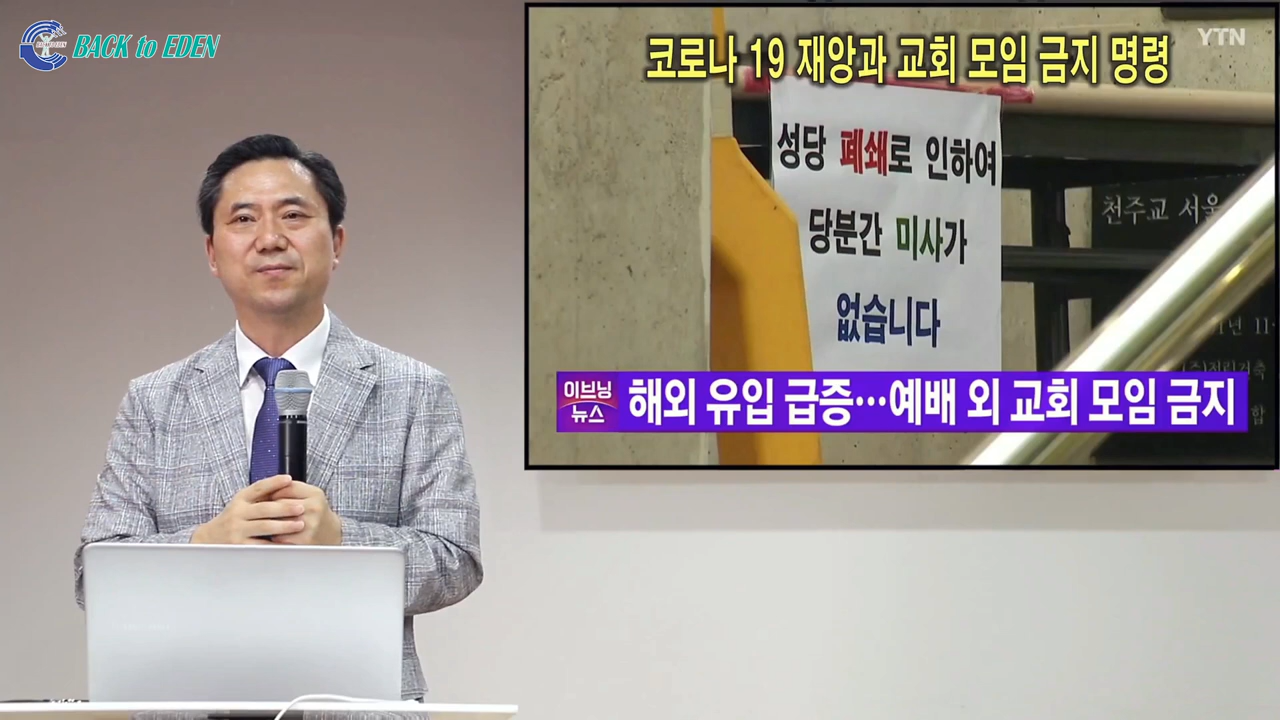 BACK to EDEN
YTN
코로나 19 재앙과 교회 모임 금지 명령
성당 폐쇄로 인하여
당분간 미사가
없습니다
천주교 서울
년 11
이브닝
뉴스
해외 유입 급증…예배 외 교회 모임 금지